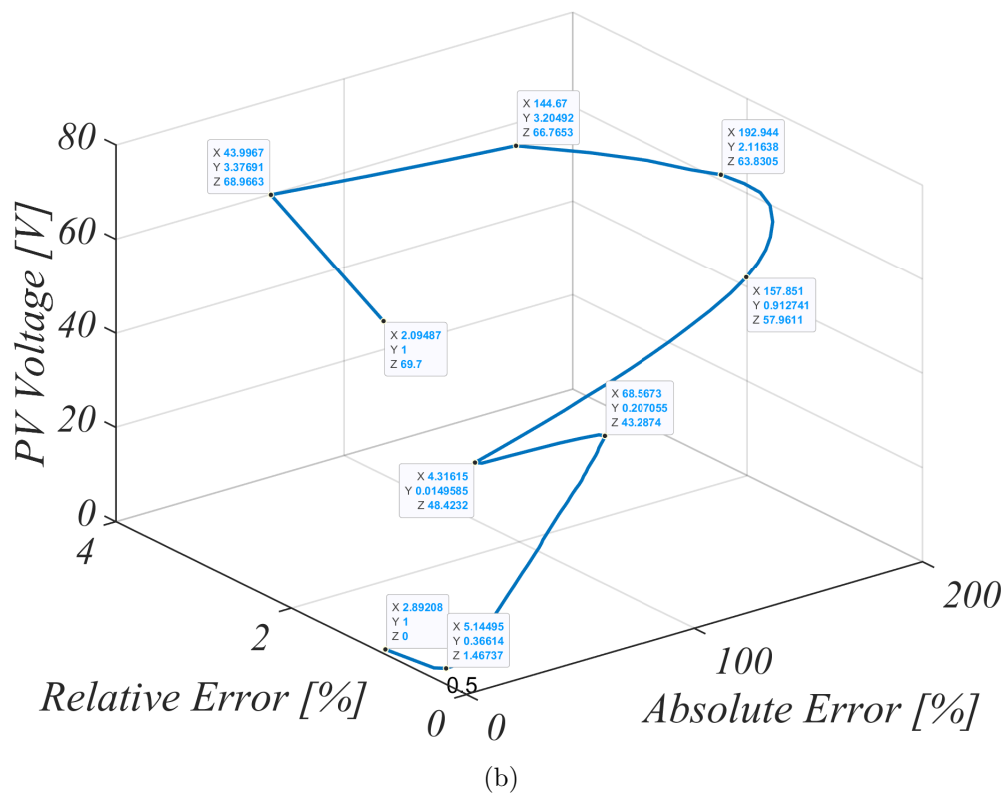 X 144.67
Y 3.20492
Z 66.7653
X 192.944
Y 2.11638
Z 63.8305
X 43.9967
Y 3.37691
Z 68.9663
80
60
40
20
0
PV Voltage [V]
X 157.851
Y 0.912741
Z 57.9611
X 2.09487
Y 1
Z 69.7
X 68.5673
Y 0.207055
Z 43.2874
X 4.31615
Y 0.0149585
Z 48.4232
X 2.89208
Y 1
Z 0
X 5.14495
Y 0.36614
Z 1.46737
4
2
0
0.5
Relative Error [%]
0
100
200
Absolute Error [%]
(b)